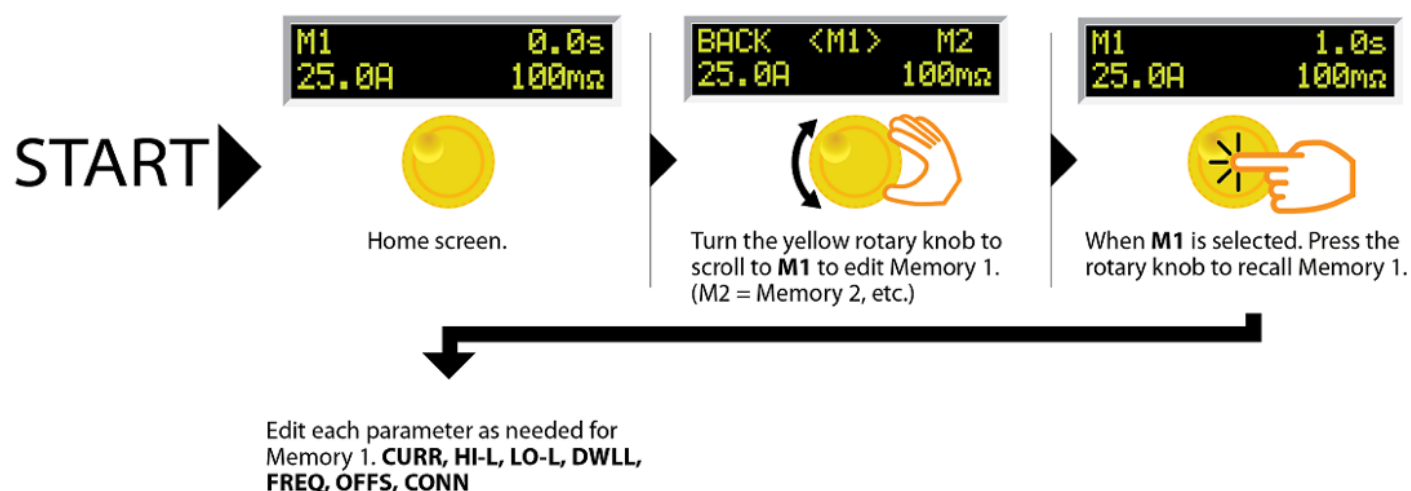 M1 0.0s
25.0A 100mΩ
BACK <M1> M2
25.0A 100mΩ
M1 1.0s
25.0A 100mΩ
START
Home screen.
Turn the yellow rotary knob to
scroll to M1 to edit Memory 1.
(M2 = Memory 2, etc.)
When M1 is selected. Press the
rotary knob to recall Memory 1.
Edit each parameter as needed for
Memory 1. CURR, HI-L, LO-L, DWLL,
FREQ, OFFS, CONN